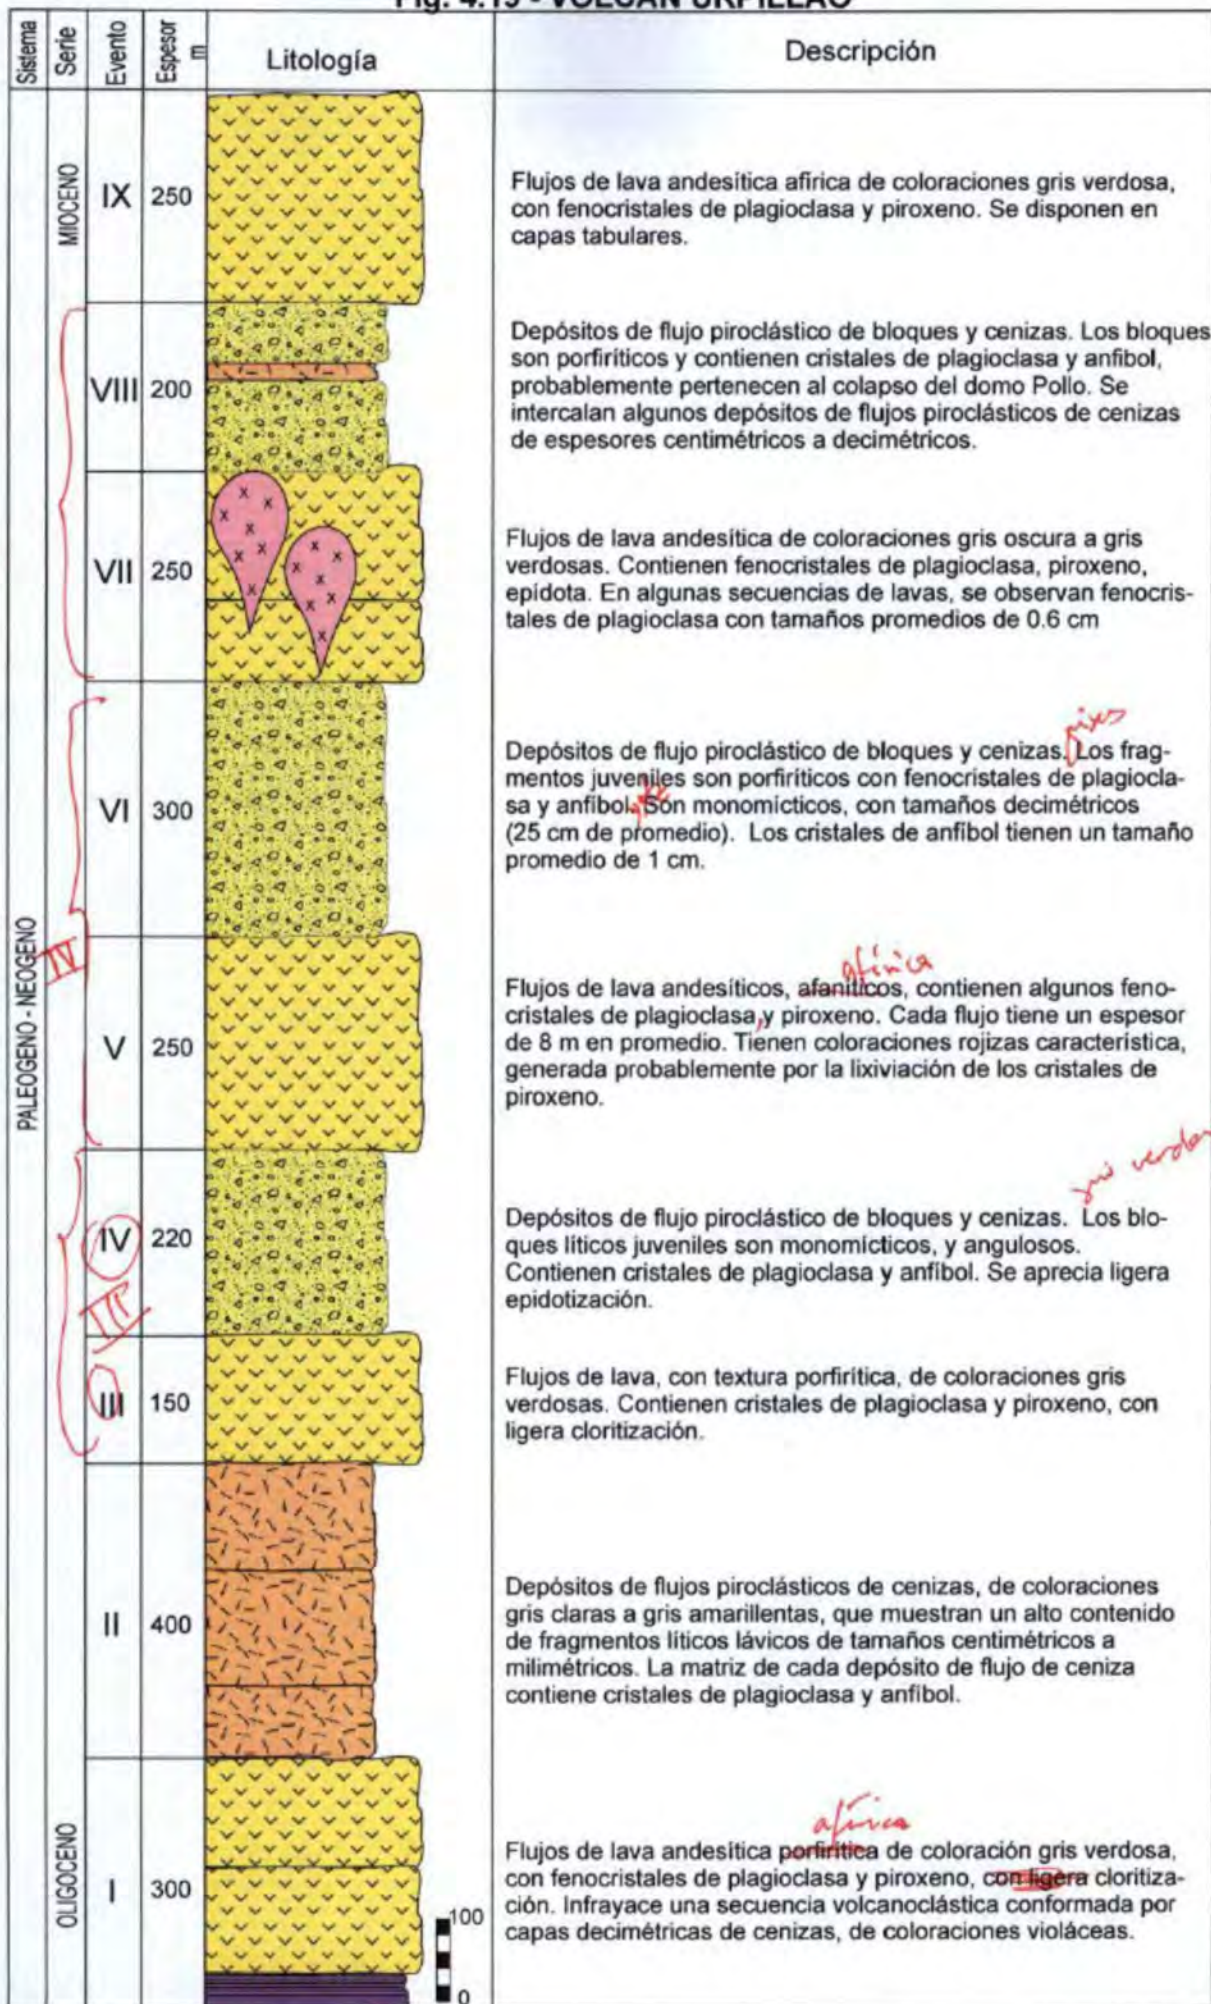 Fig. 4.19 - VOLCAN URPILLAO
Sistema
Serie
Evento
Espesor m
Litología
Descripción
PALEOGENO - NEOGENO
MIOCENO
IX
250
Flujos de lava andesítica afírica de coloraciones gris verdosa,
con fenocristales de plagioclasa y piroxeno. Se disponen en
capas tabulares.
VIII
200
Depósitos de flujo piroclástico de bloques y cenizas. Los bloques
son porfiríticos y contienen cristales de plagioclasa y anfibol,
probablemente pertenecen al colapso del domo Pollo. Se
intercalan algunos depósitos de flujos piroclásticos de cenizas
de espesores centimétricos a decimétricos.
VII
250
Flujos de lava andesítica de coloraciones gris oscura a gris
verdosas. Contienen fenocristales de plagioclasa, piroxeno,
epidota. En algunas secuencias de lavas, se observan fenocris-
tales de plagioclasa con tamaños promedios de 0.6 cm
VI
300
Depósitos de flujo piroclástico de bloques y cenizas. Los frag-
mentos juveniles son porfiríticos con fenocristales de plagiocla-
sa y anfibol. Son monomícticos, con tamaños decimétricos
(25 cm de promedio). Los cristales de anfibol tienen un tamaño
promedio de 1 cm.
IV
V
250
afírica
Flujos de lava andesíticos, afaníticos, contienen algunos feno-
cristales de plagioclasa, y piroxeno. Cada flujo tiene un espesor
de 8 m en promedio. Tienen coloraciones rojizas característica,
generada probablemente por la lixiviación de los cristales de
piroxeno.
IV
220
III
Depósitos de flujo piroclástico de bloques y cenizas. Los blo-
ques líticos juveniles son monomícticos, y angulosos.
Contienen cristales de plagioclasa y anfibol. Se aprecia ligera
epidotización.
III
150
Flujos de lava, con textura porfirítica, de coloraciones gris
verdosas. Contienen cristales de plagioclasa y piroxeno, con
ligera cloritización.
II
400
Depósitos de flujos piroclásticos de cenizas, de coloraciones
gris claras a gris amarillentas, que muestran un alto contenido
de fragmentos líticos lávicos de tamaños centimétricos a
milimétricos. La matriz de cada depósito de flujo de ceniza
contiene cristales de plagioclasa y anfibol.
OLIGOCENO
I
300
afírica
Flujos de lava andesítica porfirítica de coloración gris verdosa,
con fenocristales de plagioclasa y piroxeno, con ligera cloritiza-
ción. Infrayace una secuencia volcanoclástica conformada por
capas decimétricas de cenizas, de coloraciones violáceas.
100
0